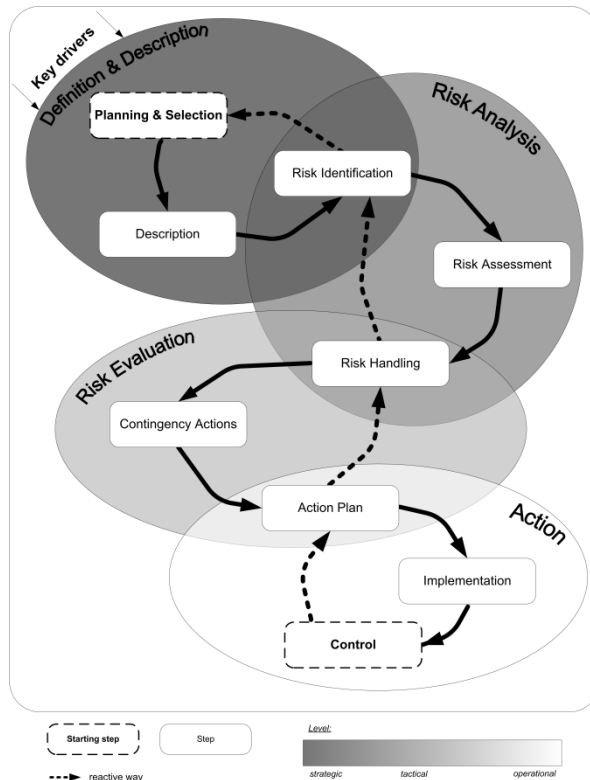 Key drivers
Definition & Description
Risk Analysis
Planning & Selection
Risk Identification
Description
Risk Assessment
Risk Evaluation
Risk Handling
Contingency Actions
Action Plan
Action
Implementation
Control
Level:
Starting step
Step
reactive way
strategic
tactical
operational